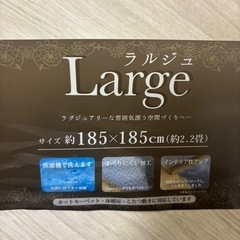 ラルジュ
Large
ラグジュアリーな雰囲気漂う空間づくりへ…
サイズ 約185×185cm(約2.2畳)
洗濯機で洗えます
すべりにくい加工
インテリア性アップ
ホットカーペット・床暖房・こたつ敷きに対応しています